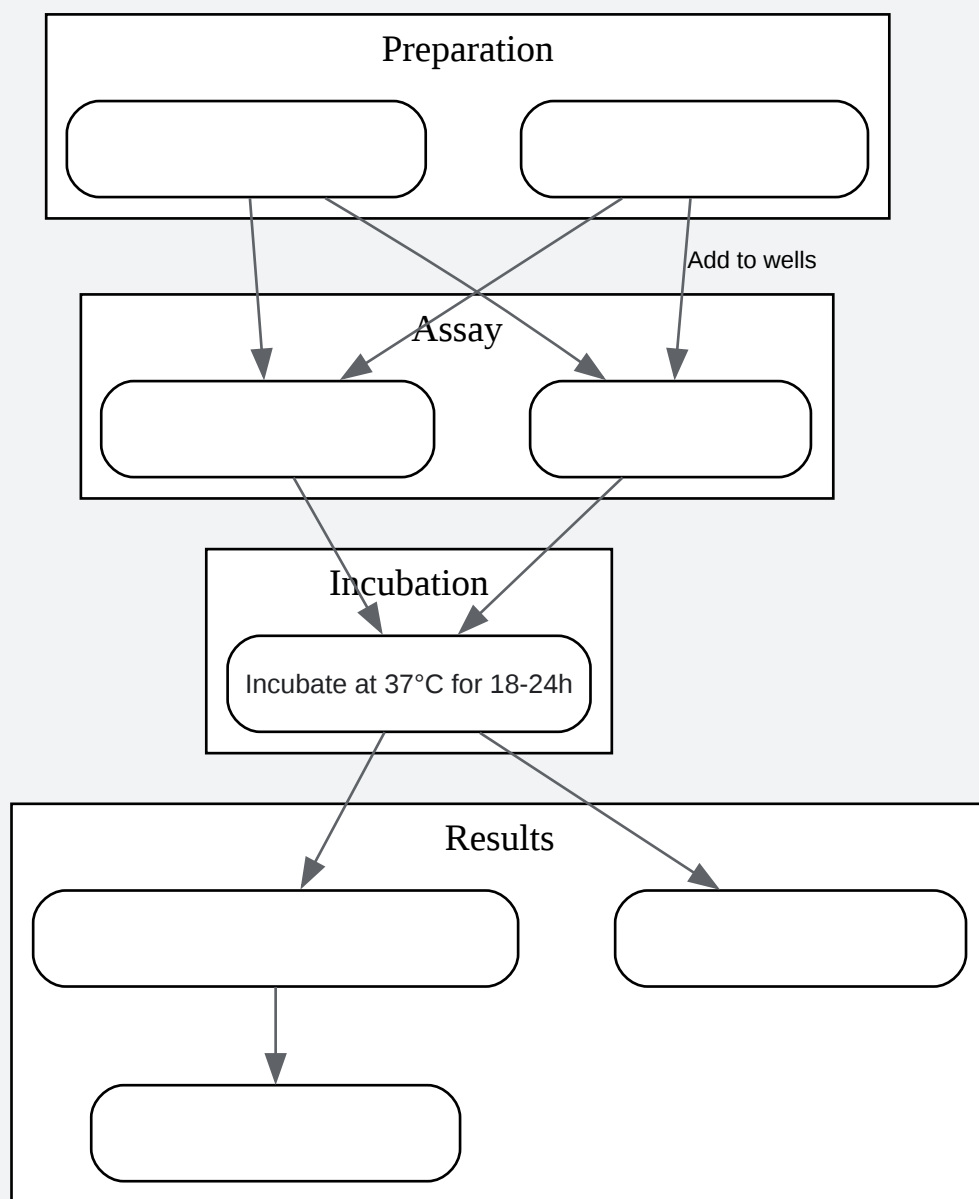 Preparation
Add to wells
Assay
Incubation
Incubate at 37°C for 18-24h
Results